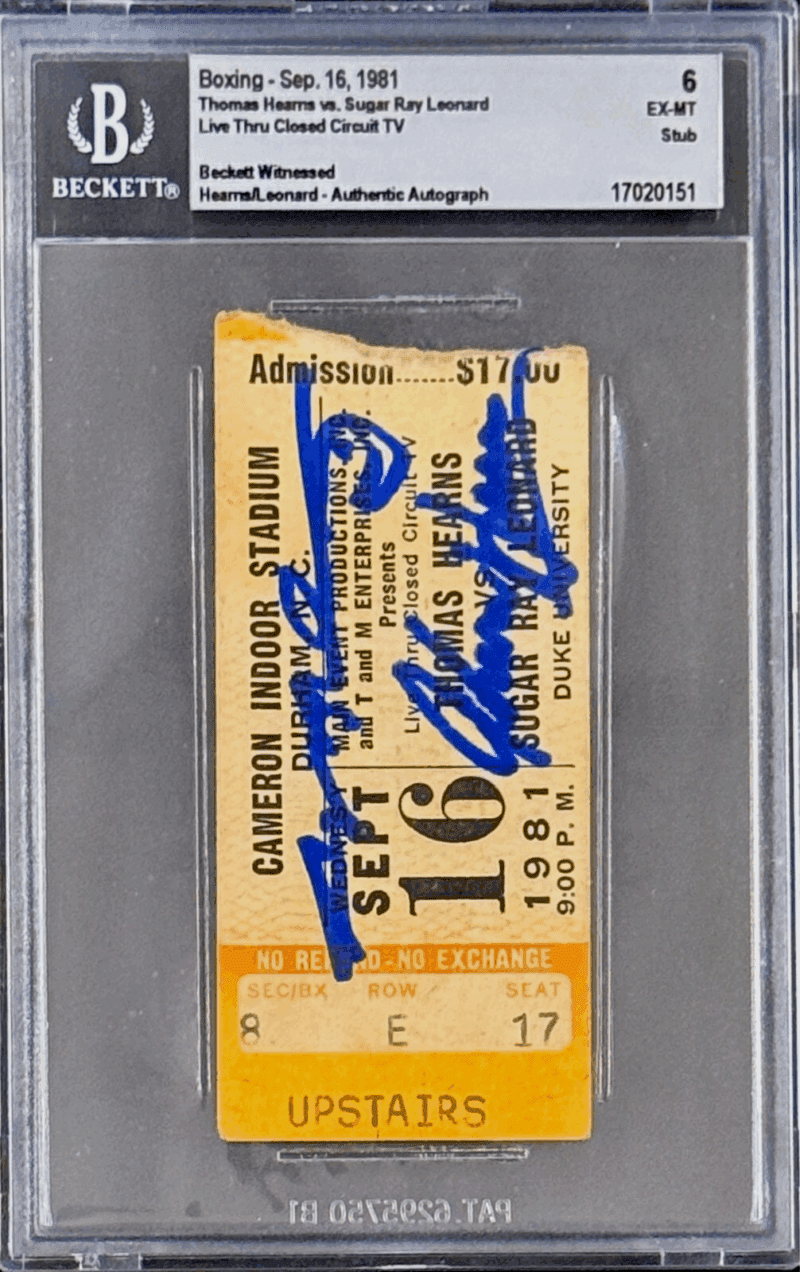 B
BECKETT®
Boxing - Sep. 16, 1981
Thomas Hearns vs. Sugar Ray Leonard
Live Thru Closed Circuit TV
Beckett Witnessed
Hearns/Leonard - Authentic Autograph
6
EX-MT
Stub
17020151
Admission.......$17.00
CAMERON INDOOR STADIUM
DURHAM, N. C.
MAIN EVENT PRODUCTIONS, INC.
and T and M ENTERPRISES, INC.
Presents
Live Thru Closed Circuit TV
THOMAS HEARNS
VS
SUGAR RAY LEONARD
DUKE UNIVERSITY
SEPT
16
1981
9:00 P. M.
NO EXCHANGE
SEC/BX ROW SEAT
8 E 17
UPSTAIRS
PAT. 6295750 B1